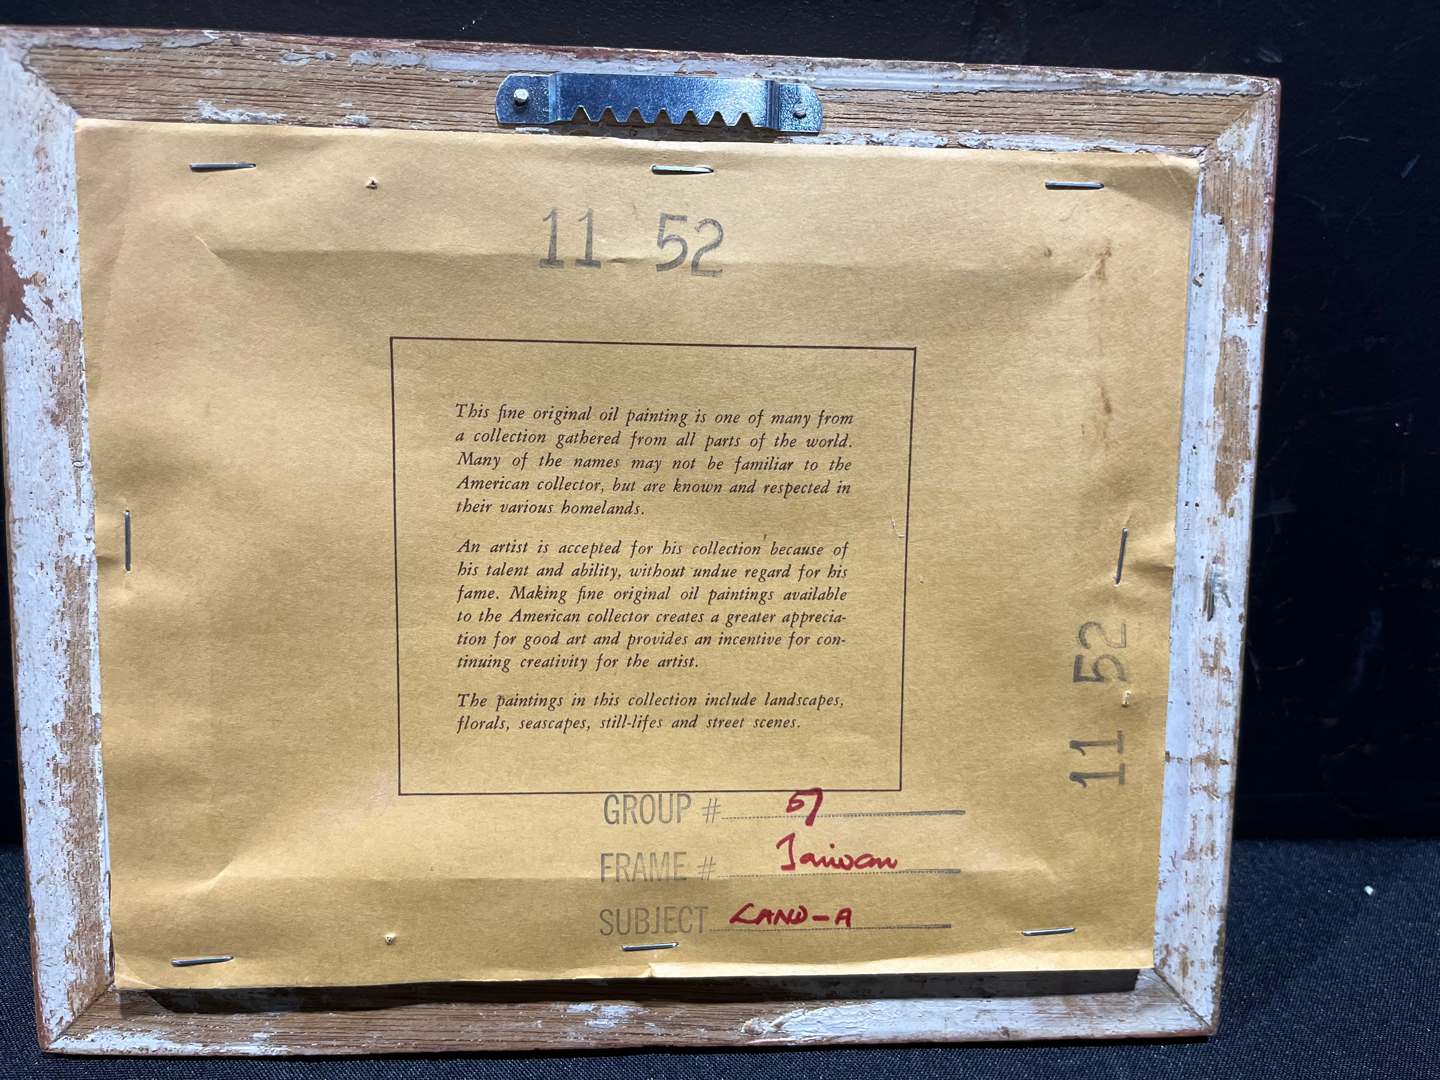 11 52
This fine original oil painting is one of many from
a collection gathered from all parts of the world.
Many of the names may not be familiar to the
American collector, but are known and respected in
their various homelands.
An artist is accepted for his collection because of
his talent and ability, without undue regard for his
fame. Making fine original oil paintings available
to the American collector creates a greater apprecia-
tion for good art and provides an incentive for con-
tinuing creativity for the artist.
The paintings in this collection include landscapes,
florals, seascapes, still-lifes and street scenes.
11 52
GROUP # 57
FRAME # Taiwan
SUBJECT LAND-A